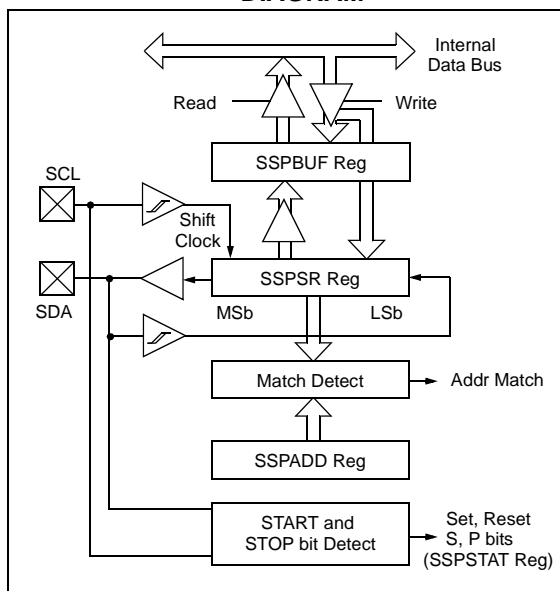 DIAGRAM
Internal
Data Bus
Read
Write
SSPBUF Reg
SCL
Shift
Clock
SSPSR Reg
SDA
MSb
LSb
Match Detect
Addr Match
SSPADD Reg
START and
STOP bit Detect
Set, Reset
S, P bits
(SSPSTAT Reg)